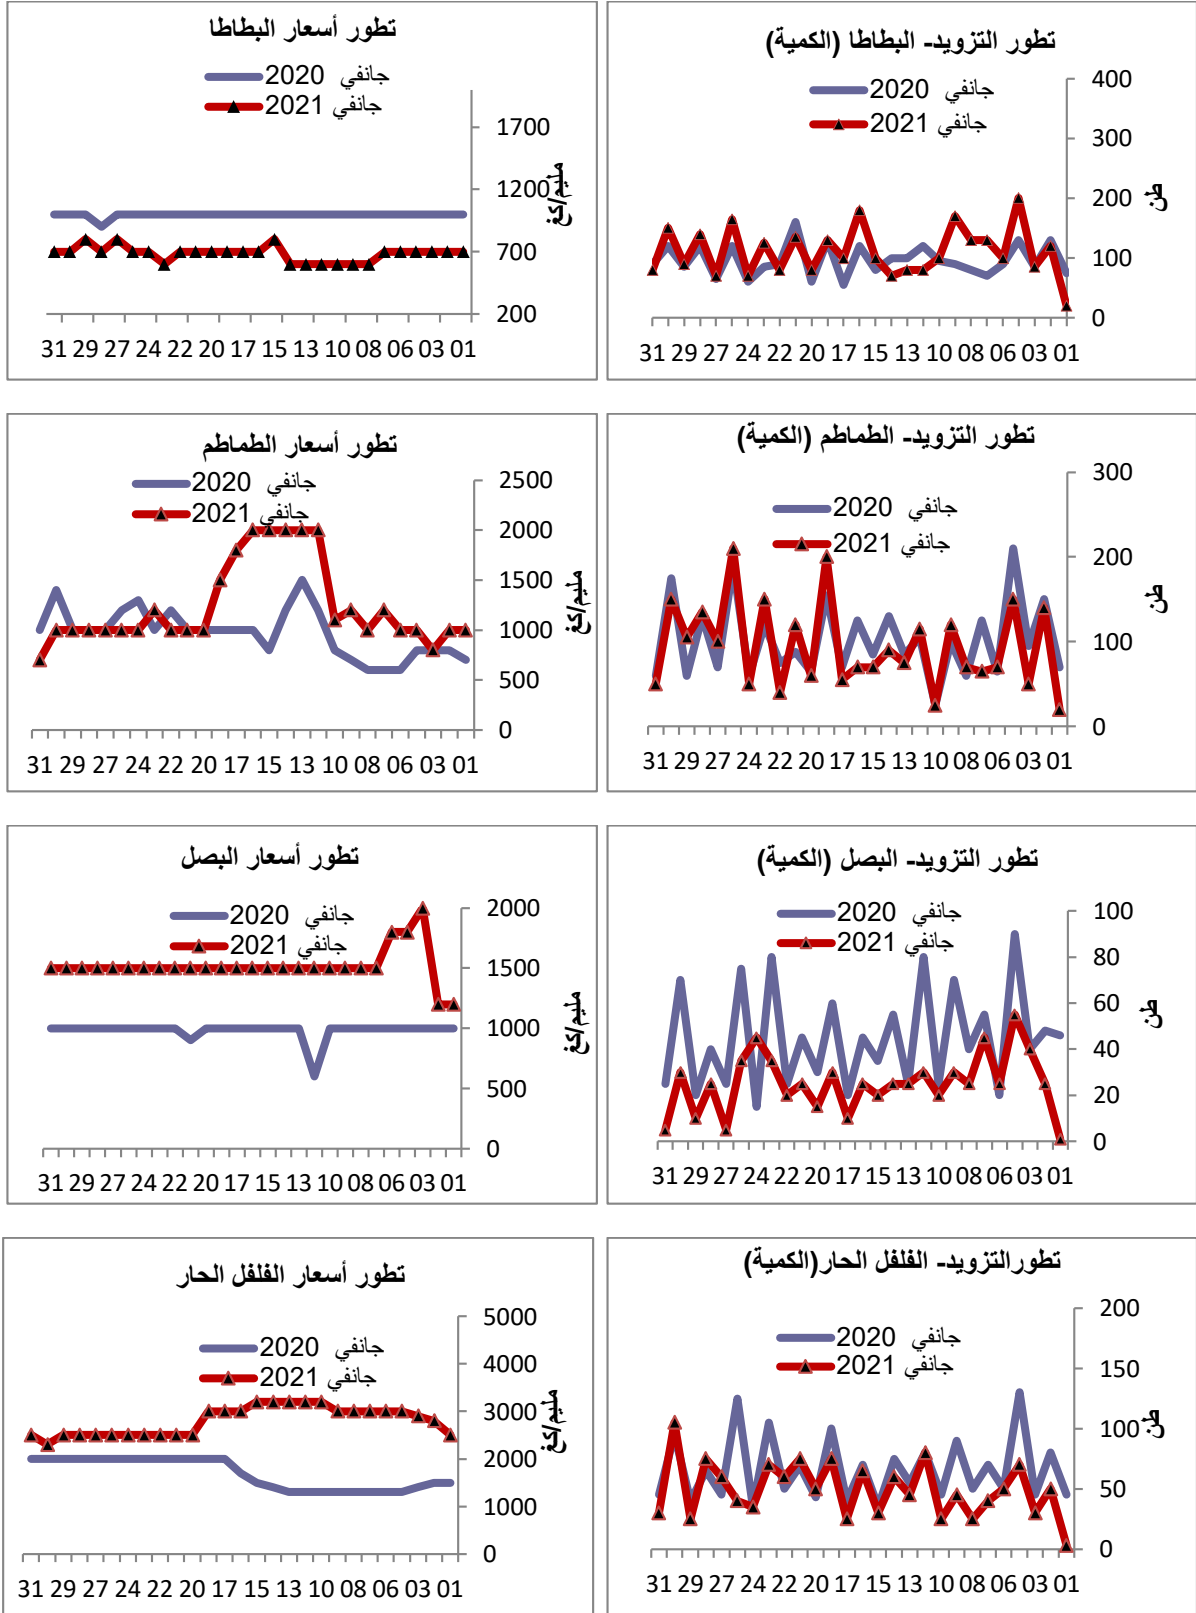 تطور التزويد- البطاطا (الكمية)
جانفي 2020
جانفي 2021
400
300
200
100
0
طن
31 29 27 24 22 20 17 15 13 10 08 06 03 01
تطور أسعار البطاطا
جانفي 2020
جانفي 2021
1700
1200
700
200
مليم/كغ
31 29 27 24 22 20 17 15 13 10 08 06 03 01
تطور التزويد- الطماطم (الكمية)
جانفي 2020
جانفي 2021
300
200
100
0
طن
31 29 27 24 22 20 17 15 13 10 08 06 03 01
تطور أسعار الطماطم
جانفي 2020
جانفي 2021
2500
2000
1500
1000
500
0
مليم/كغ
31 29 27 24 22 20 17 15 13 10 08 06 03 01
تطور التزويد- البصل (الكمية)
جانفي 2020
جانفي 2021
100
80
60
40
20
0
طن
31 29 27 24 22 20 17 15 13 10 08 06 03 01
تطور أسعار البصل
جانفي 2020
جانفي 2021
2000
1500
1000
500
0
مليم/كغ
31 29 27 24 22 20 17 15 13 10 08 06 03 01
تطورالتزويد- الفلفل الحار(الكمية)
جانفي 2020
جانفي 2021
200
150
100
50
0
طن
31 29 27 24 22 20 17 15 13 10 08 06 03 01
تطور أسعار الفلفل الحار
جانفي 2020
جانفي 2021
5000
4000
3000
2000
1000
0
مليم/كغ
31 29 27 24 22 20 17 15 13 10 08 06 03 01